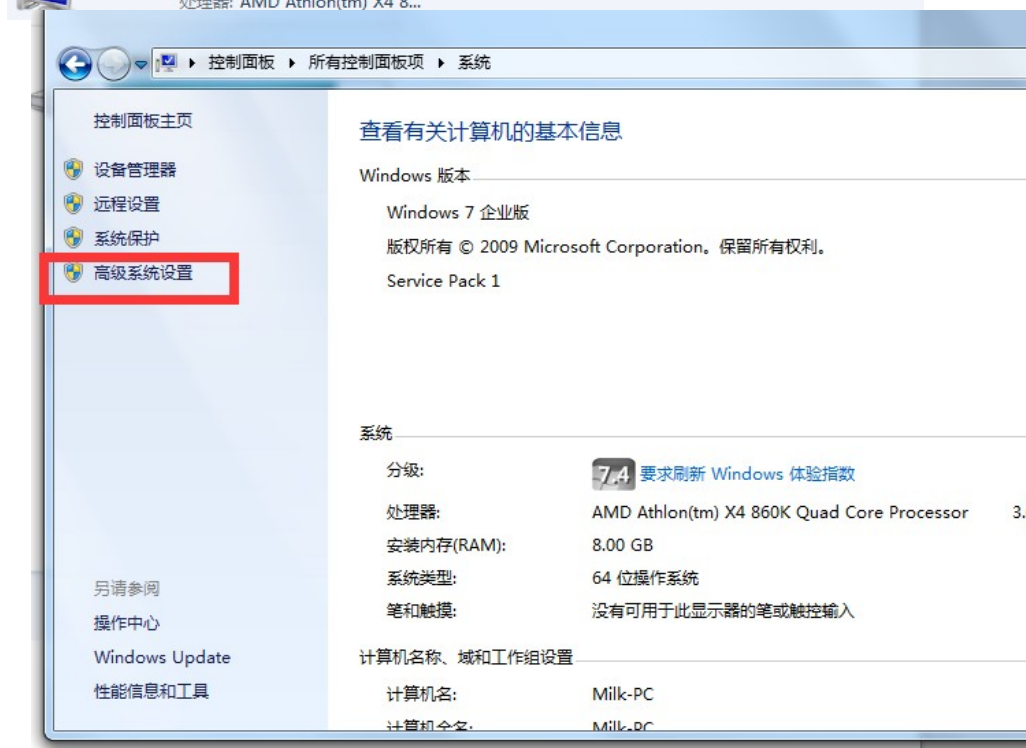 处理器: AMD Athlon(tm) X4 8...
控制面板 ▸ 所有控制面板项 ▸ 系统
控制面板主页
设备管理器
远程设置
系统保护
高级系统设置
另请参阅
操作中心
Windows Update
性能信息和工具
查看有关计算机的基本信息
Windows 版本
Windows 7 企业版
版权所有 © 2009 Microsoft Corporation。保留所有权利。
Service Pack 1
系统
分级: 7.4 要求刷新 Windows 体验指数
处理器: AMD Athlon(tm) X4 860K Quad Core Processor 3.
安装内存(RAM): 8.00 GB
系统类型: 64 位操作系统
笔和触摸: 没有可用于此显示器的笔或触控输入
计算机名称、域和工作组设置
计算机名: Milk-PC
计算机全名: Milk-PC